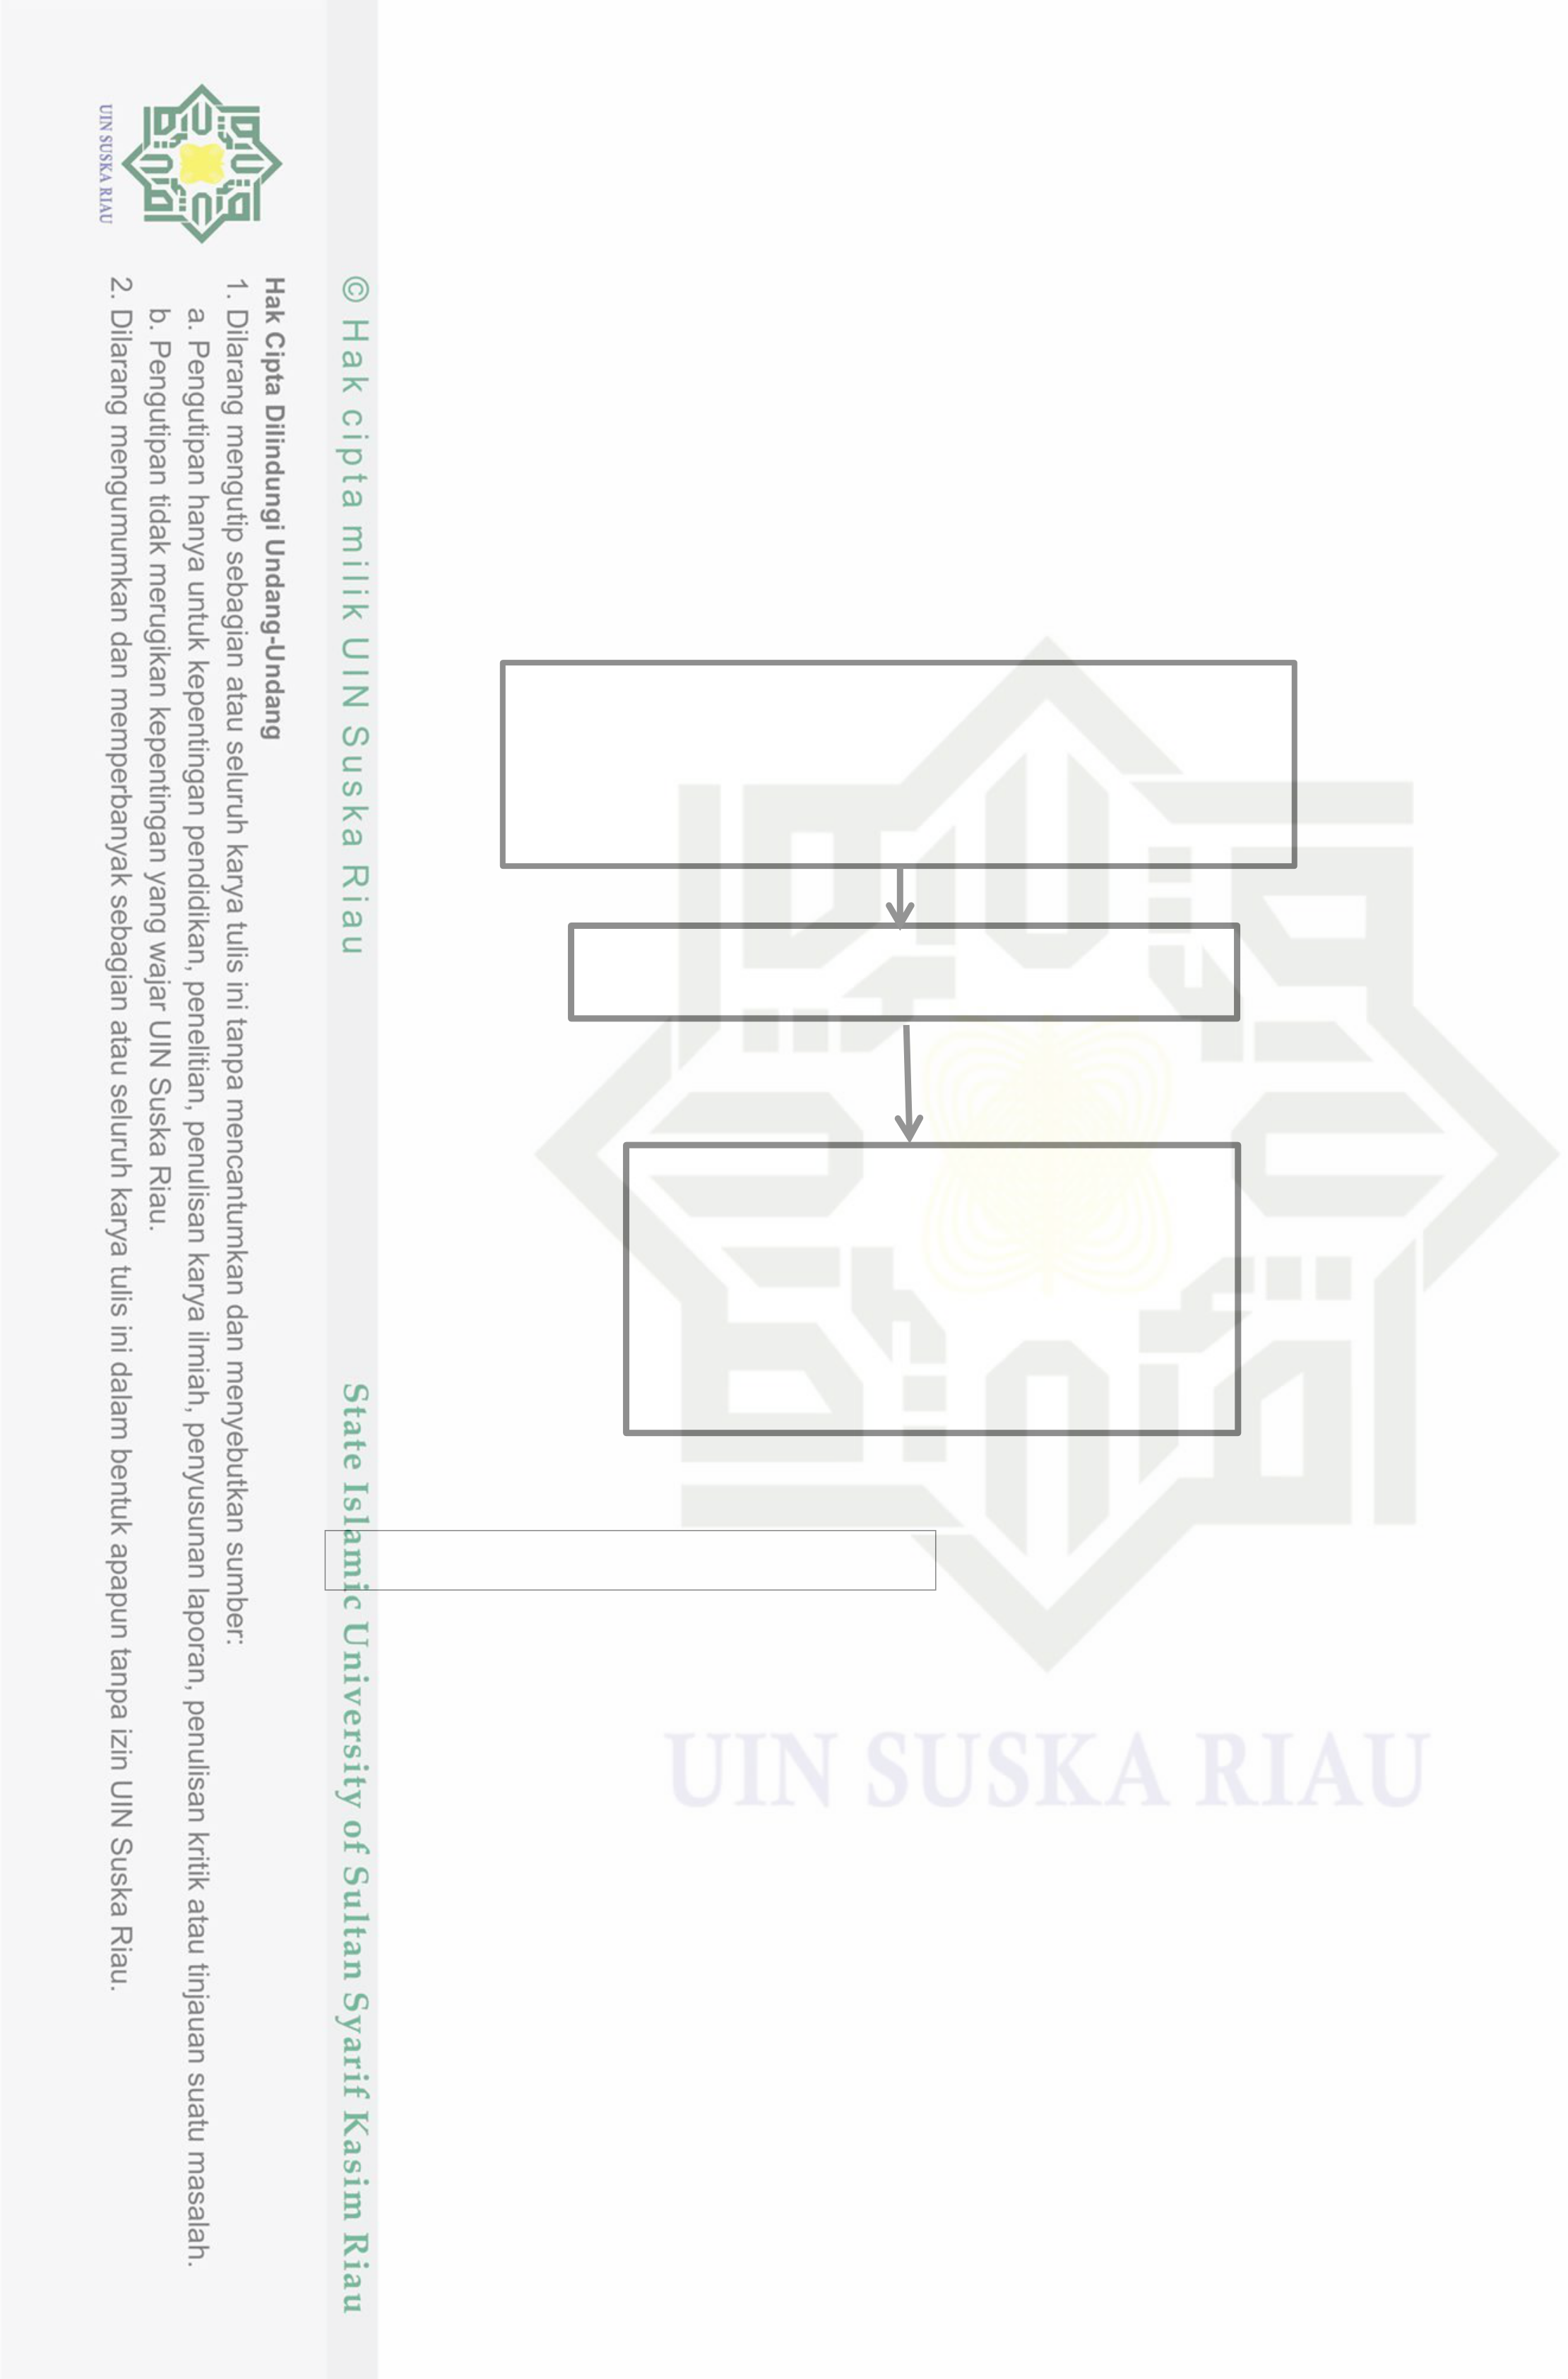 UIN SUSKA RIAU
Hak Cipta Dilindungi Undang-Undang
1. Dilarang mengutip sebagian atau seluruh karya tulis ini tanpa mencantumkan dan menyebutkan sumber:
a. Pengutipan hanya untuk kepentingan pendidikan, penelitian, penulisan karya ilmiah, penyusunan laporan, penulisan kritik atau tinjauan suatu masalah.
b. Pengutipan tidak merugikan kepentingan yang wajar UIN Suska Riau.
2. Dilarang mengumumkan dan memperbanyak sebagian atau seluruh karya tulis ini dalam bentuk apapun tanpa izin UIN Suska Riau.
© Hak cipta milik UIN Suska Riau
State Islamic University of Sultan Syarif Kasim Riau
UIN SUSKA RIAU